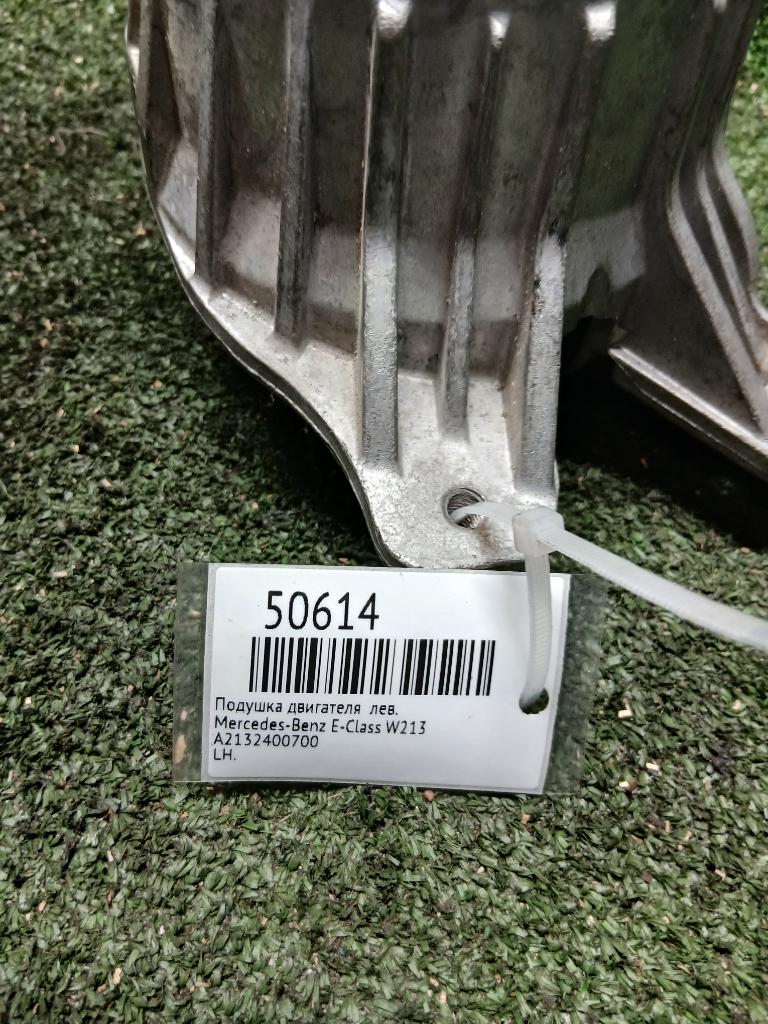 50614
Подушка двигателя лев.
Mercedes-Benz E-Class W213
A2132400700
LH.